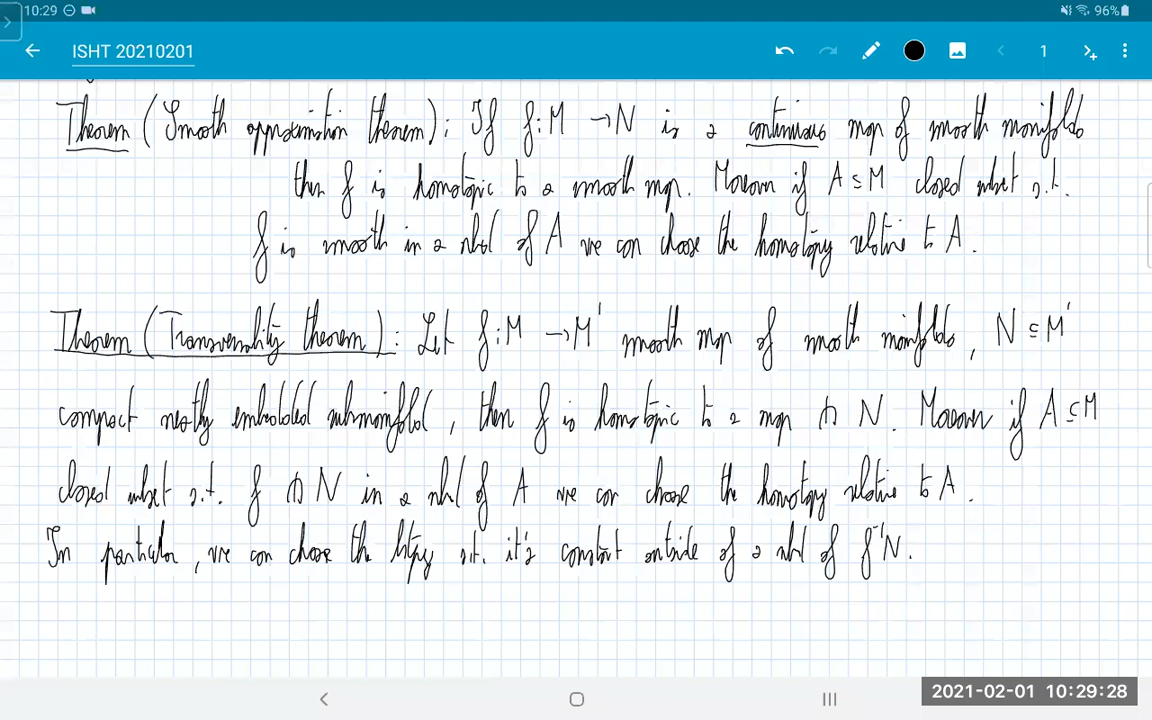 10:29
96%
ISHT 20210201
1
Theorem (Smooth approximation theorem): If f: M → N is a continuous map of smooth manifolds
then f is homotopic to a smooth map. Moreover if A ⊆ M closed subset s.t.
f is smooth in a nbd of A we can choose the homotopy relative to A.
Theorem (Transversality theorem): Let f: M → M' smooth map of smooth manifolds, N ⊆ M'
compact neatly embedded submanifold, then f is homotopic to a map ⋔ N. Moreover if A ⊆ M
closed subset s.t. f ⋔ N in a nbd of A we can choose the homotopy relative to A.
In particular, we can choose the htpy s.t. it's constant outside of a nbd of f⁻¹N.
2021-02-01 10:29:28